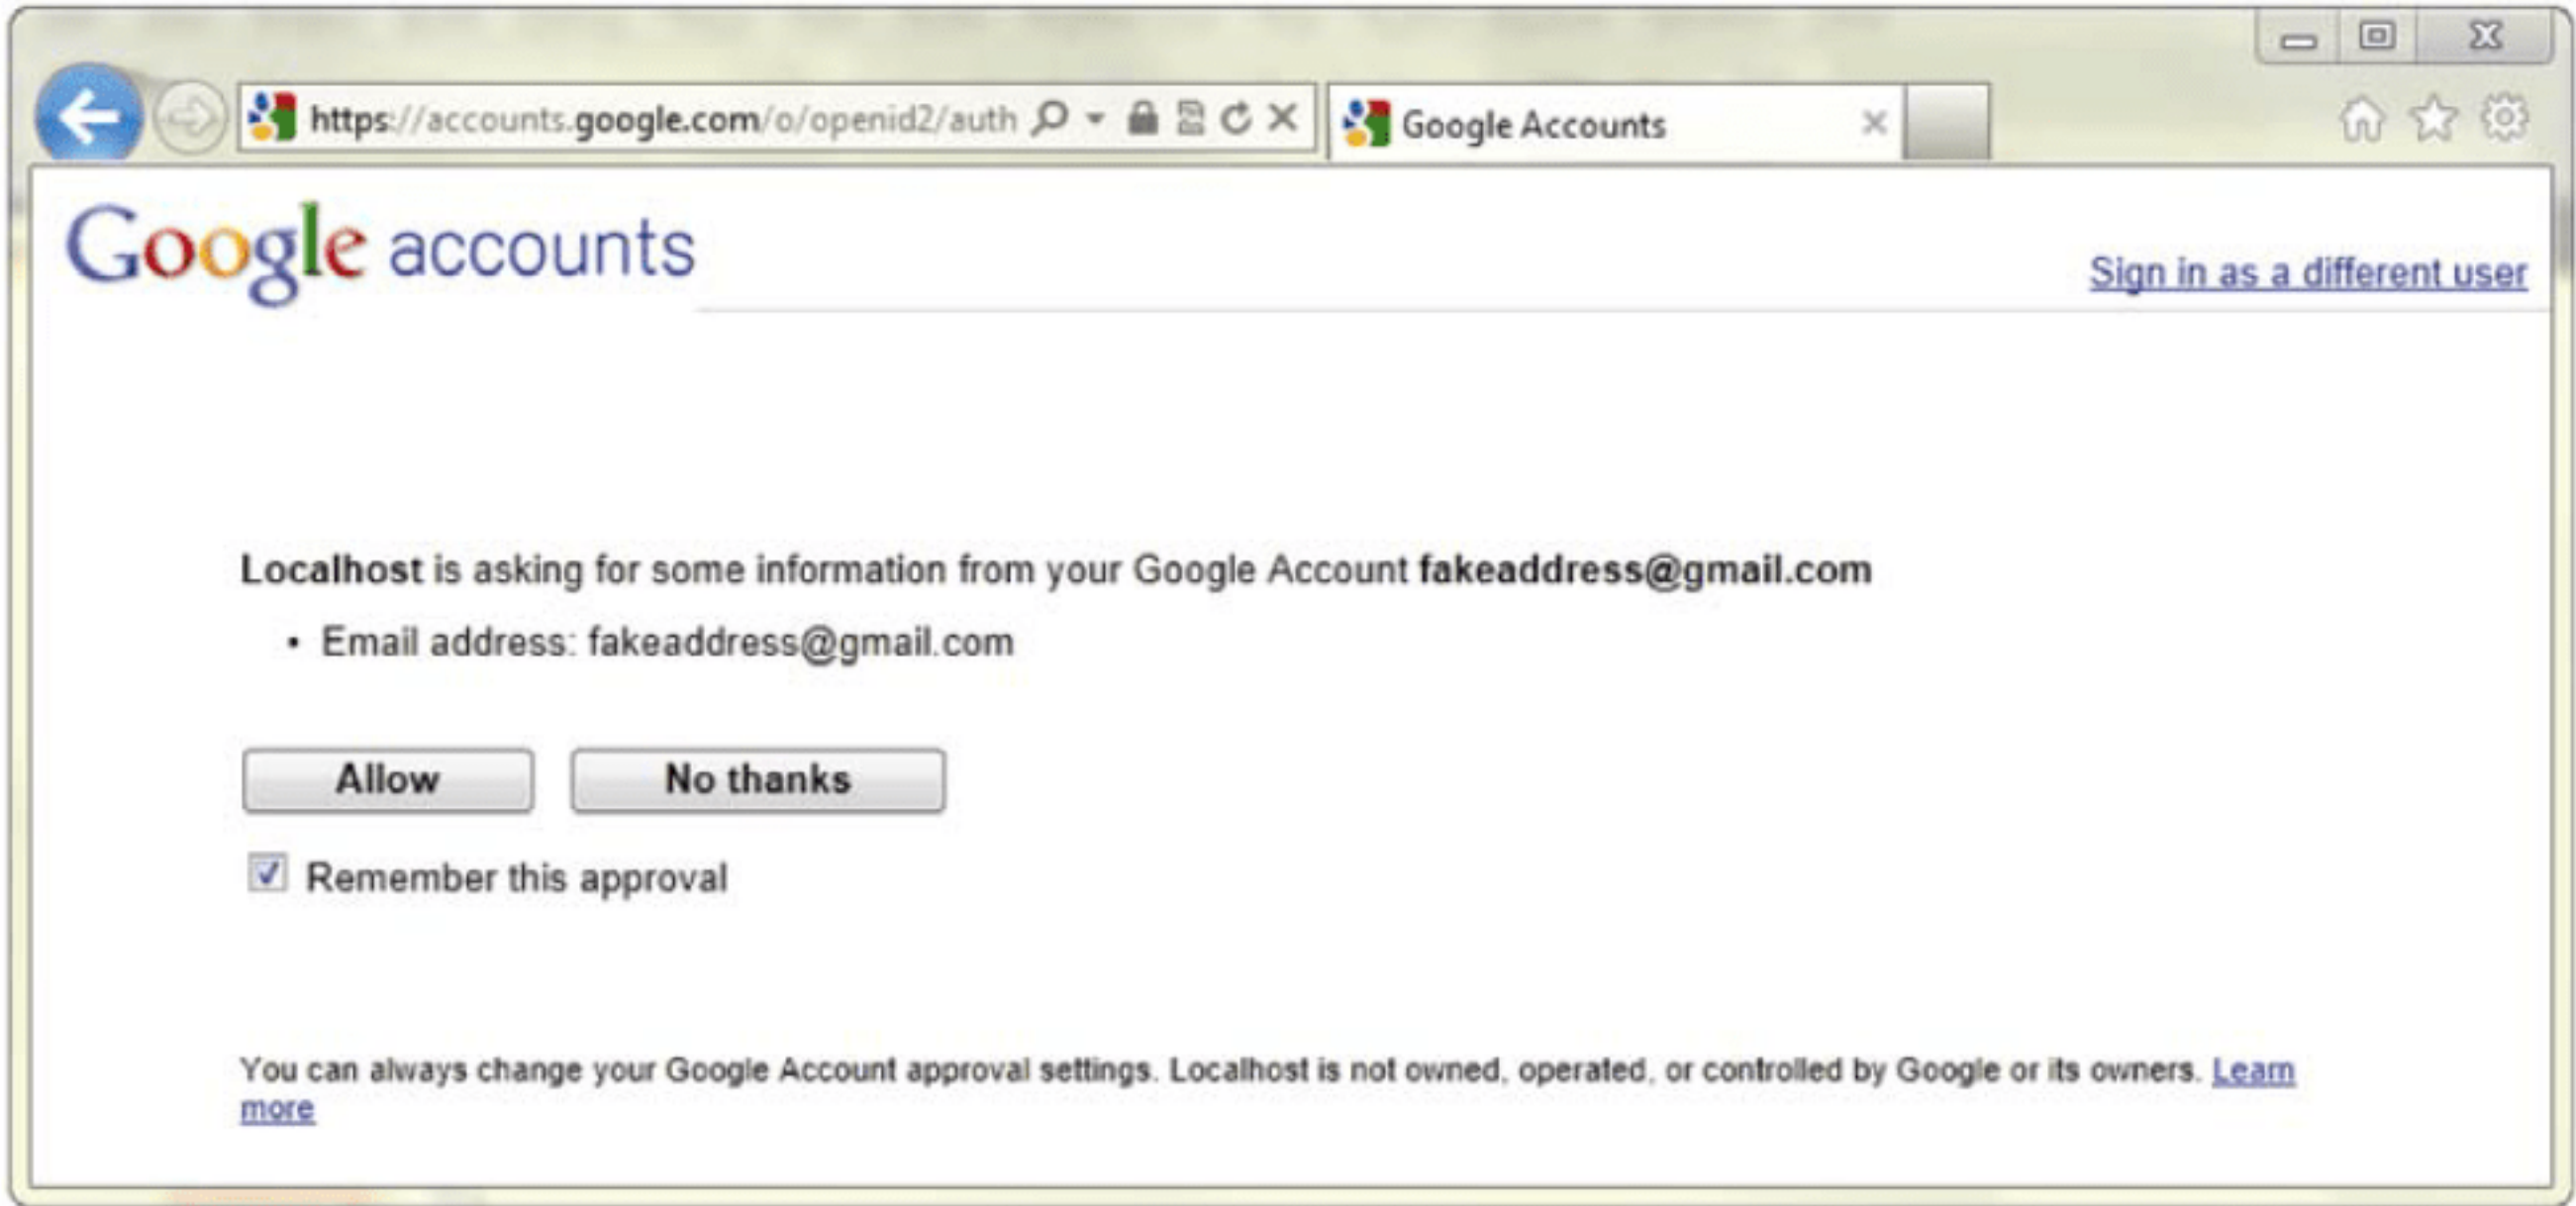 https://accounts.google.com/o/openid2/auth
Google Accounts
Google accounts
Sign in as a different user
Localhost is asking for some information from your Google Account fakeaddress@gmail.com
• Email address: fakeaddress@gmail.com
Allow
No thanks
Remember this approval
You can always change your Google Account approval settings. Localhost is not owned, operated, or controlled by Google or its owners. Learn
more